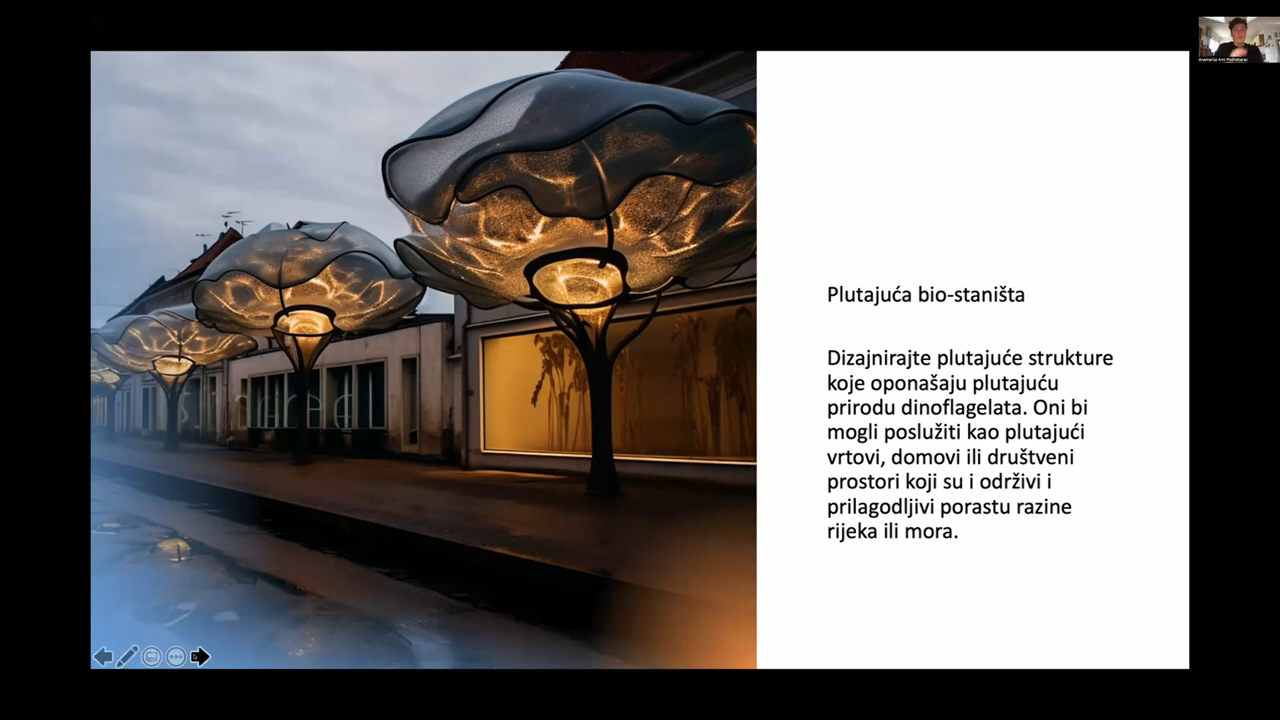 Plutajuća bio-staništa
Dizajnirajte plutajuće strukture
koje oponašaju plutajuću
prirodu dinoflagelata. Oni bi
mogli poslužiti kao plutajući
vrtovi, domovi ili društveni
prostori koji su i održivi i
prilagodljivi porastu razine
rijeka ili mora.